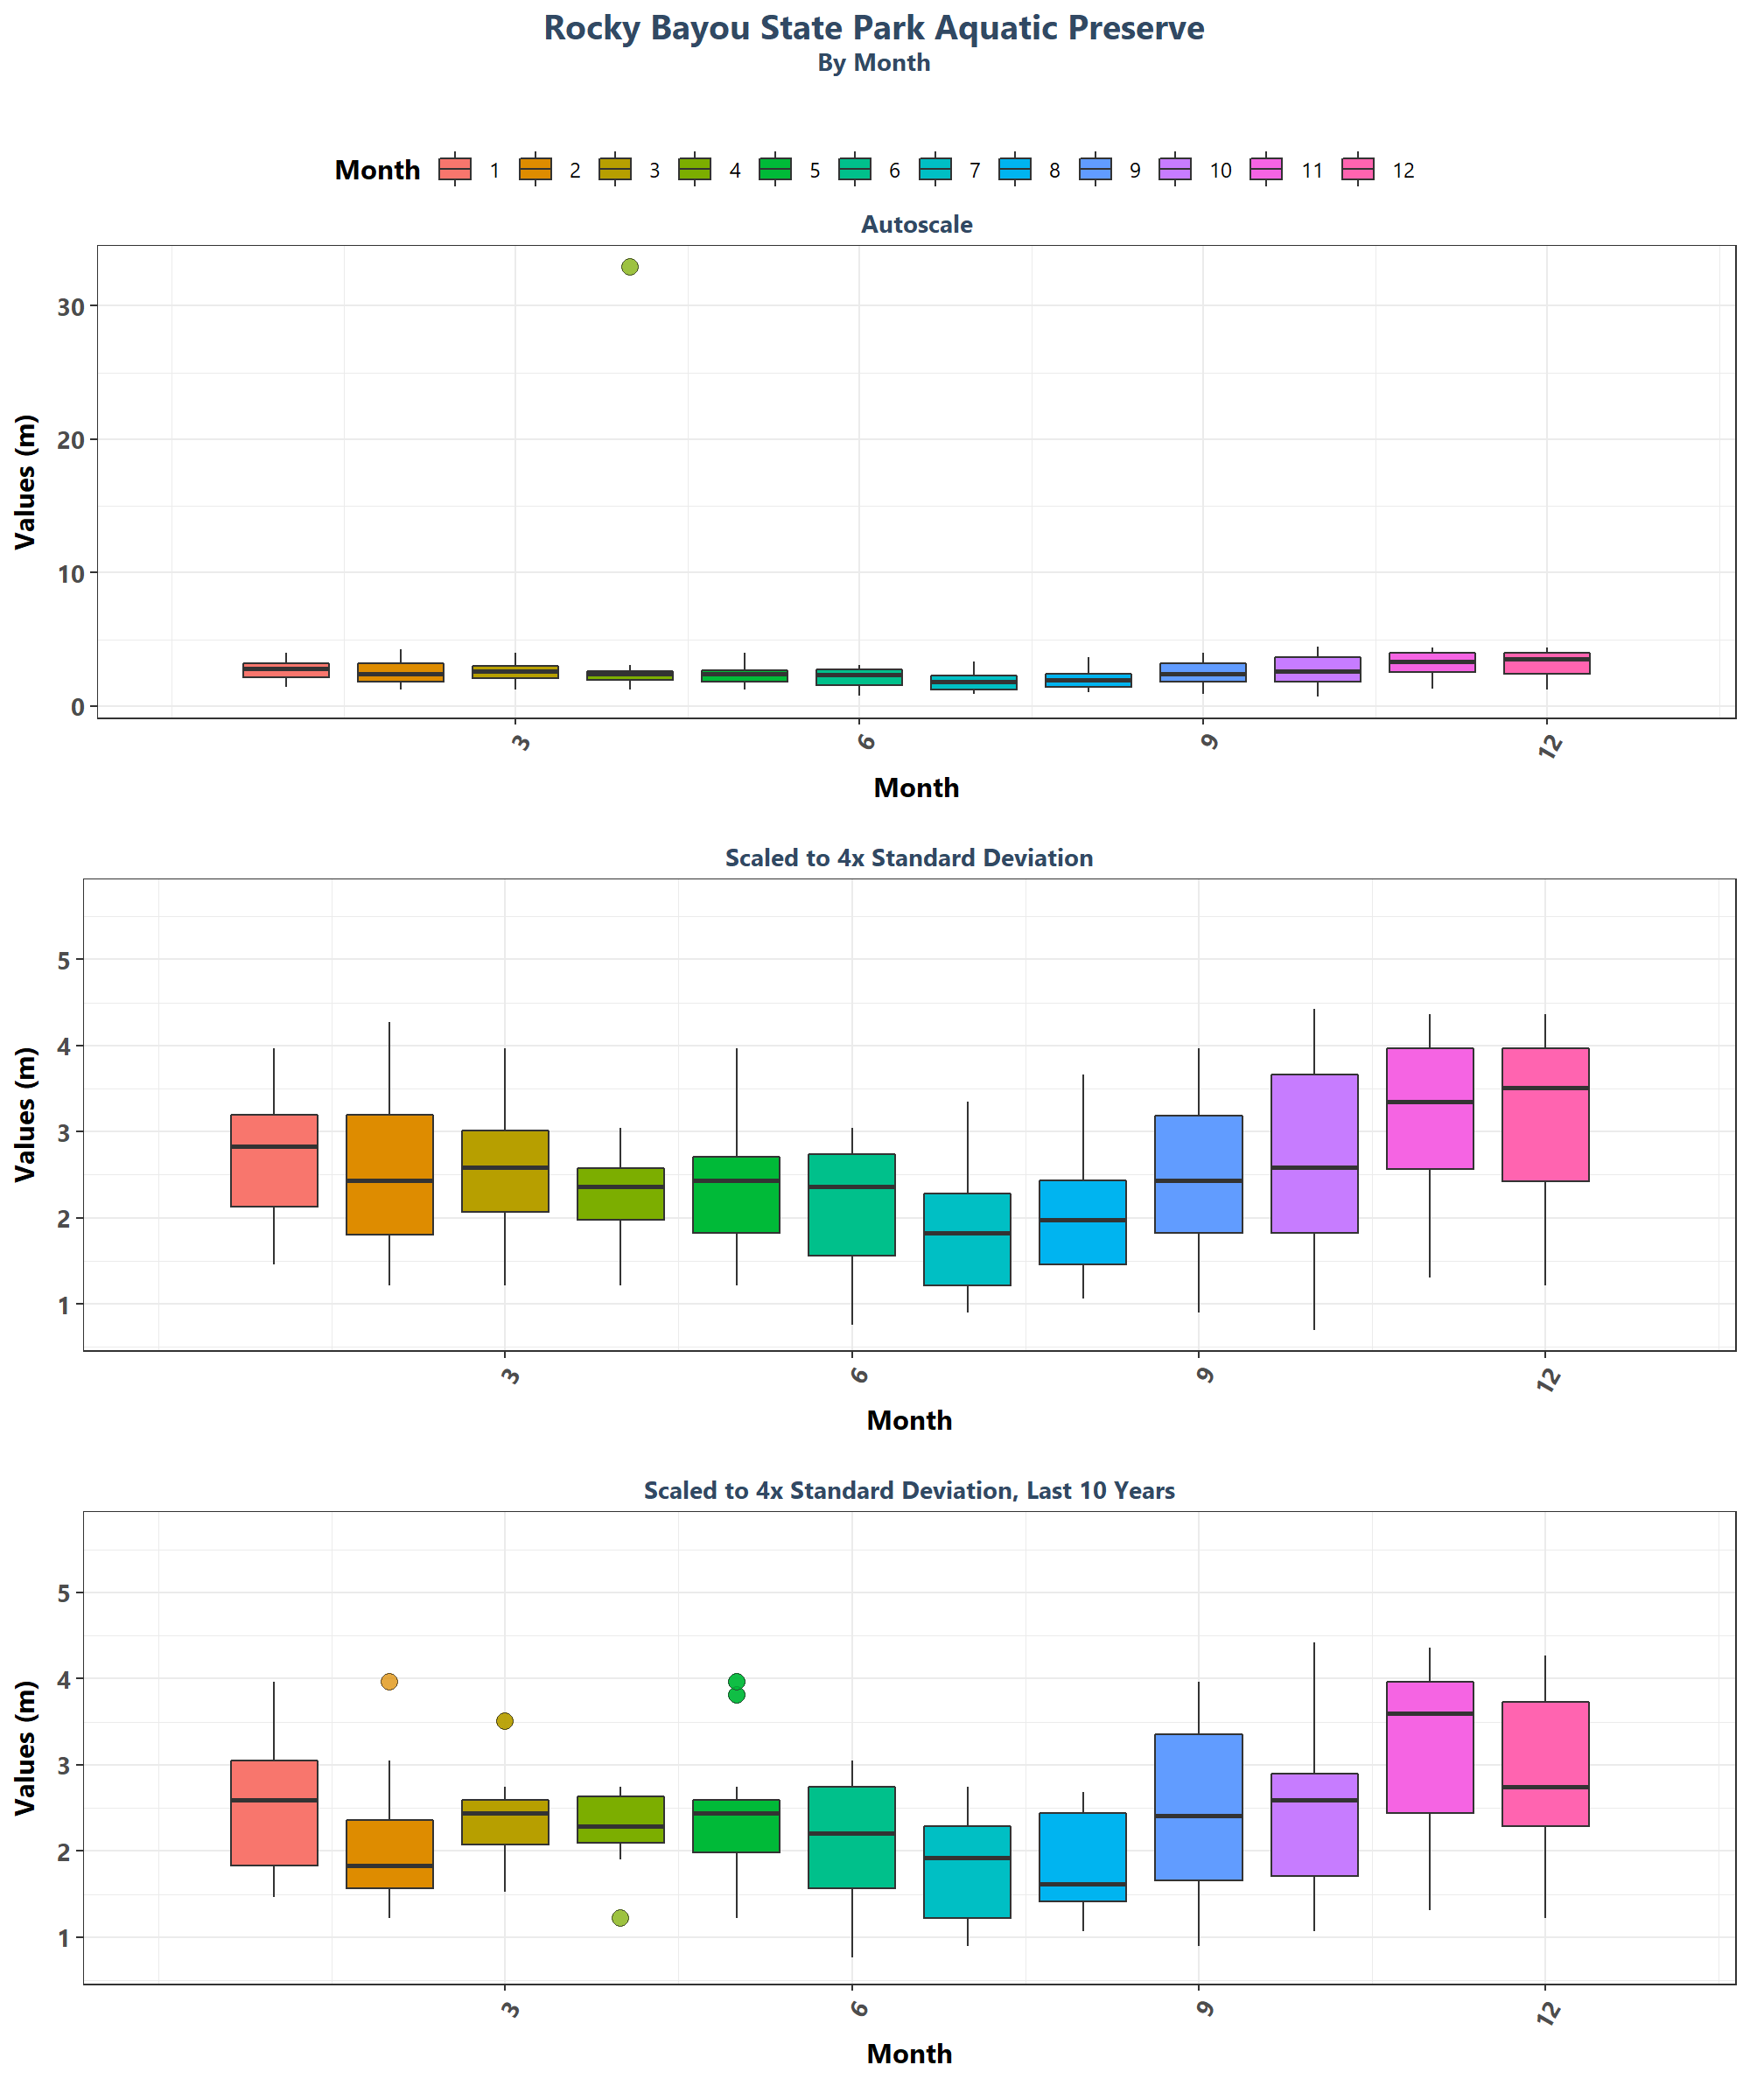 Rocky Bayou State Park Aquatic Preserve
By Month
Month 1 2 3 4 5 6 7 8 9 10 11 12
Autoscale
Values (m)
30
20
10
0
3 6 9 12
Month
Scaled to 4x Standard Deviation
Values (m)
5
4
3
2
1
3 6 9 12
Month
Scaled to 4x Standard Deviation, Last 10 Years
Values (m)
5
4
3
2
1
3 6 9 12
Month